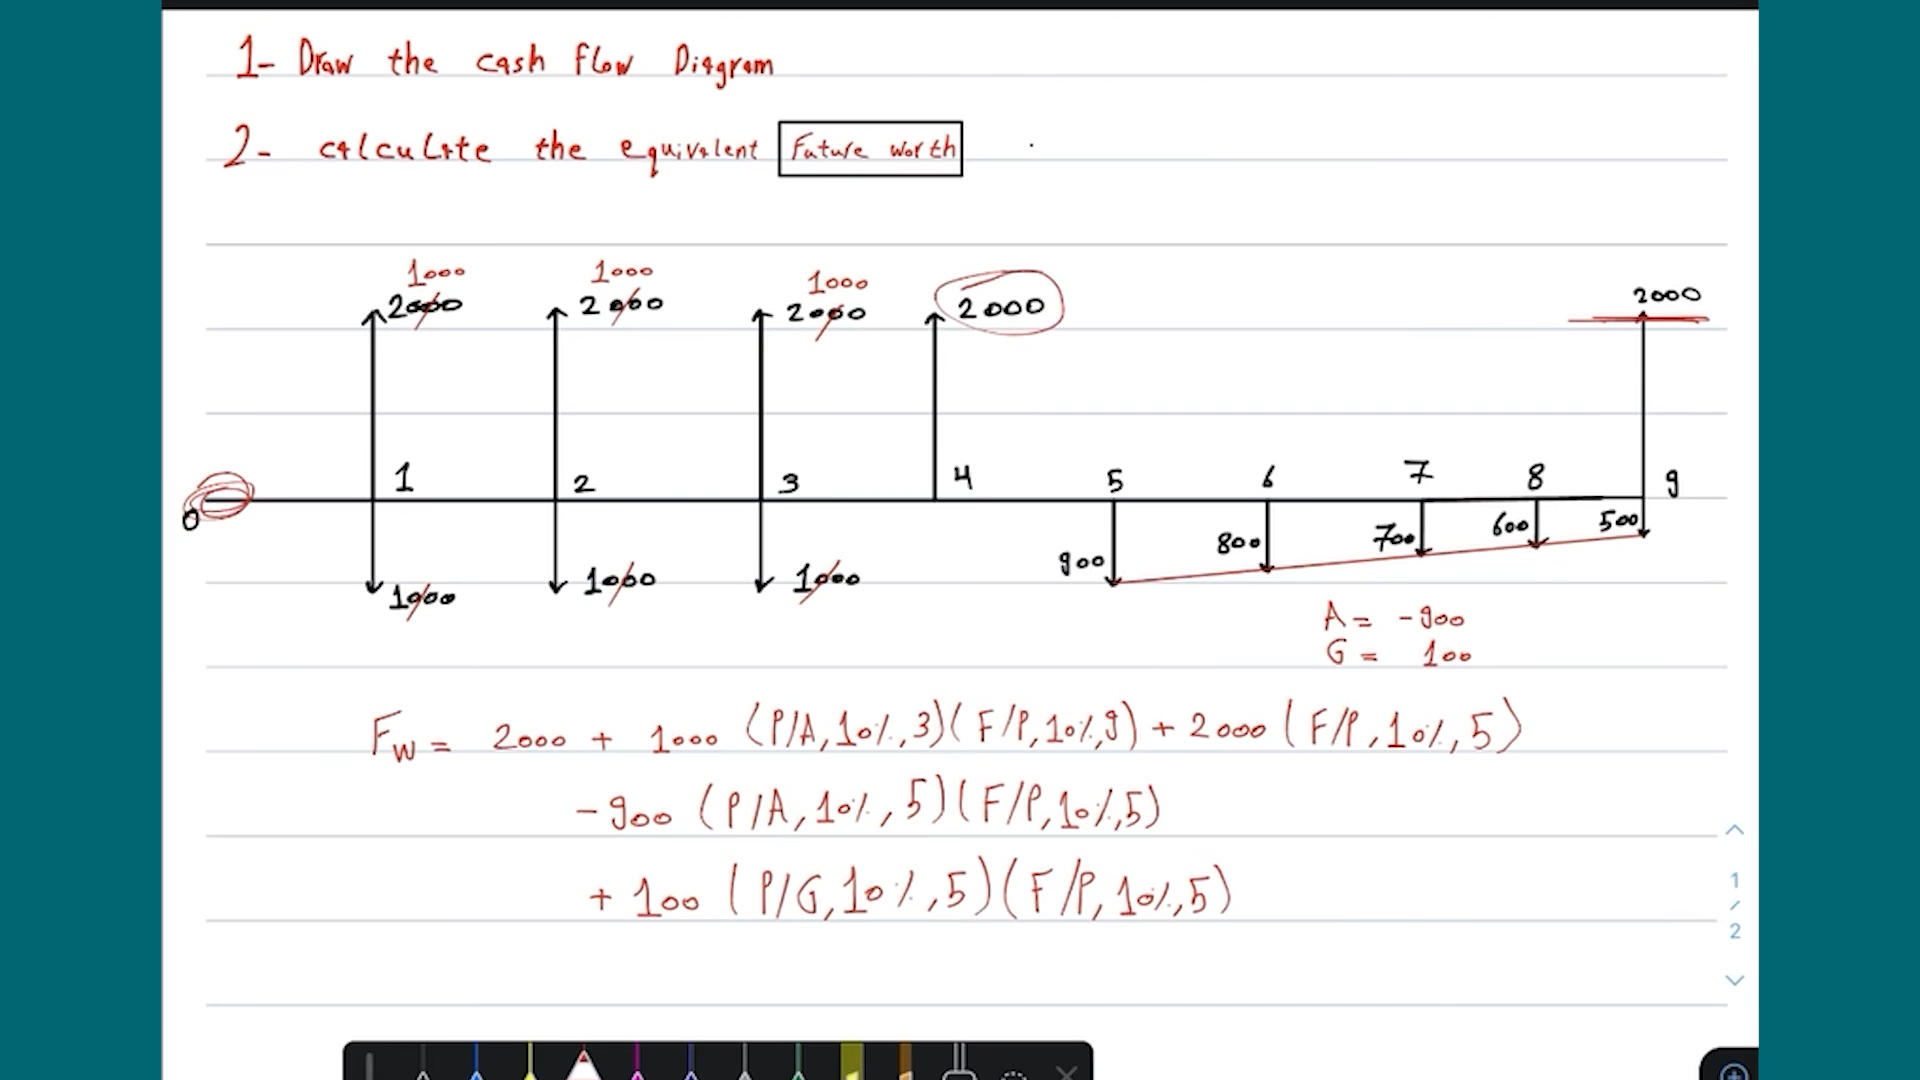 1- Draw the cash flow Diagram
2- calculate the equivalent Future worth
1000 1000 1000
2000 2000 2000 2000 2000
1 2 3 4 5 6 7 8 9
0
900 800 700 600 500
1000 1000 1000
A = -900
G = 100
Fw = 2000 + 1000 (P/A, 10%, 3)(F/P, 10%, 9) + 2000 (F/P, 10%, 5)
- 900 (P/A, 10%, 5)(F/P, 10%, 5)
+ 100 (P/G, 10%, 5)(F/P, 10%, 5)
1
/
2